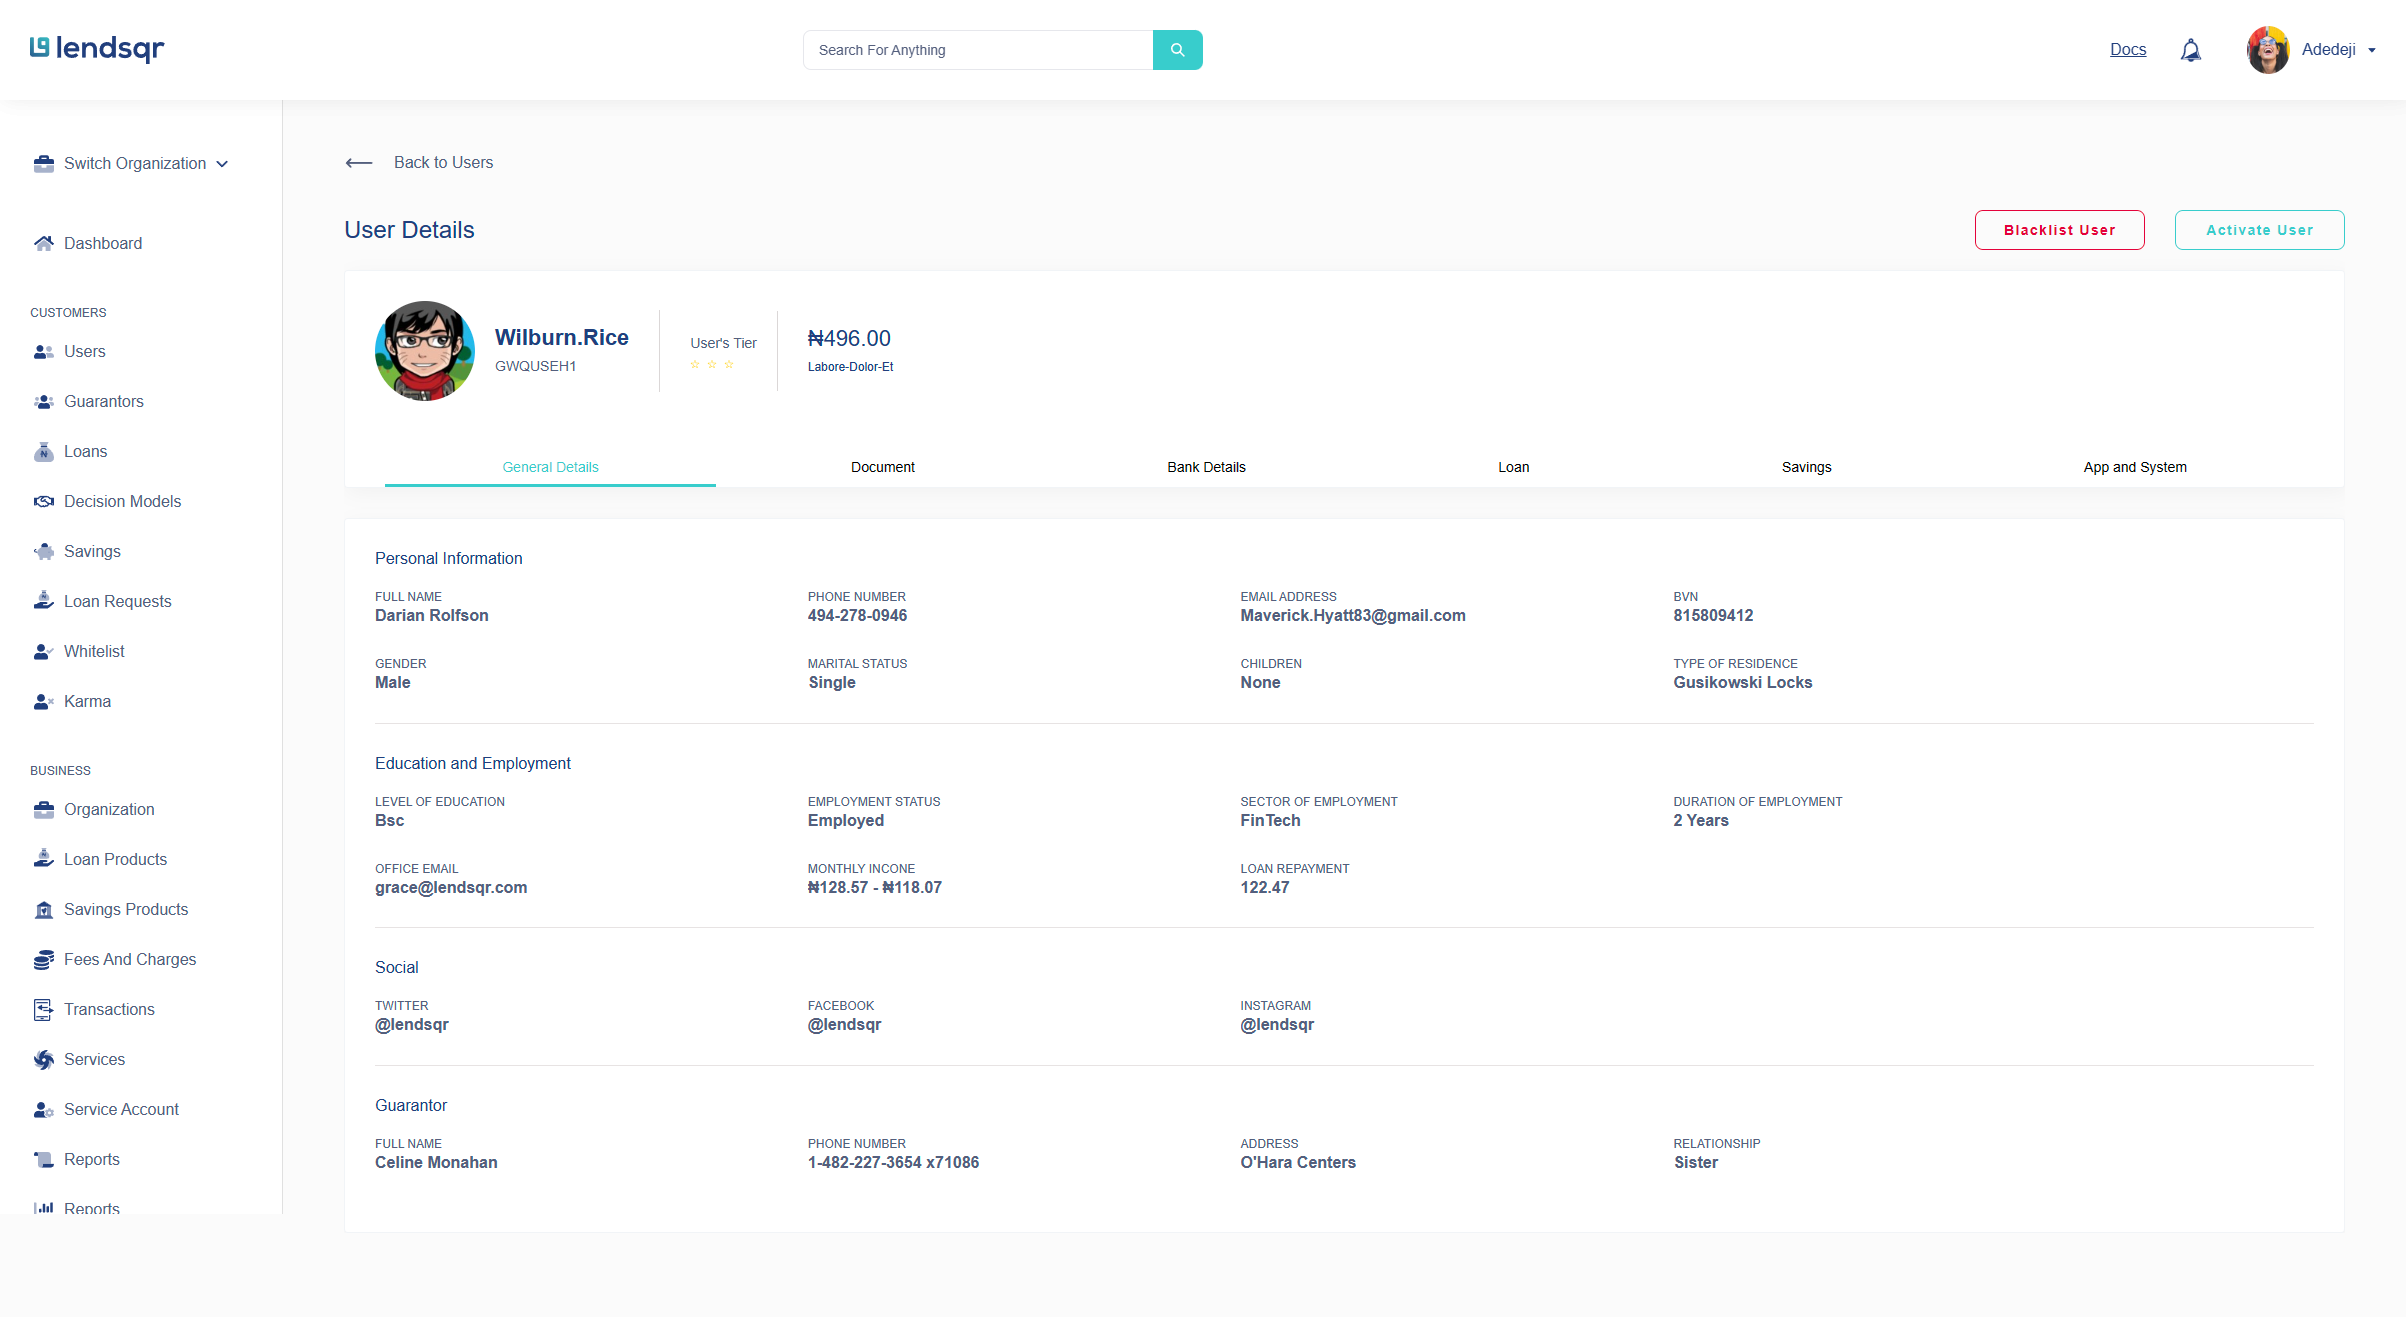 lendsqr
Search For Anything
Docs
Adedeji
Switch Organization
Dashboard
CUSTOMERS
Users
Guarantors
Loans
Decision Models
Savings
Loan Requests
Whitelist
Karma
BUSINESS
Organization
Loan Products
Savings Products
Fees And Charges
Transactions
Services
Service Account
Reports
Reports
Back to Users
User Details
Blacklist User
Activate User
Wilburn.Rice
GWQUSEH1
User's Tier
☆ ☆ ☆
₦496.00
Labore-Dolor-Et
General Details
Document
Bank Details
Loan
Savings
App and System
Personal Information
FULL NAME
Darian Rolfson
PHONE NUMBER
494-278-0946
EMAIL ADDRESS
Maverick.Hyatt83@gmail.com
BVN
815809412
GENDER
Male
MARITAL STATUS
Single
CHILDREN
None
TYPE OF RESIDENCE
Gusikowski Locks
Education and Employment
LEVEL OF EDUCATION
Bsc
EMPLOYMENT STATUS
Employed
SECTOR OF EMPLOYMENT
FinTech
DURATION OF EMPLOYMENT
2 Years
OFFICE EMAIL
grace@lendsqr.com
MONTHLY INCONE
₦128.57 - ₦118.07
LOAN REPAYMENT
122.47
Social
TWITTER
@lendsqr
FACEBOOK
@lendsqr
INSTAGRAM
@lendsqr
Guarantor
FULL NAME
Celine Monahan
PHONE NUMBER
1-482-227-3654 x71086
ADDRESS
O'Hara Centers
RELATIONSHIP
Sister